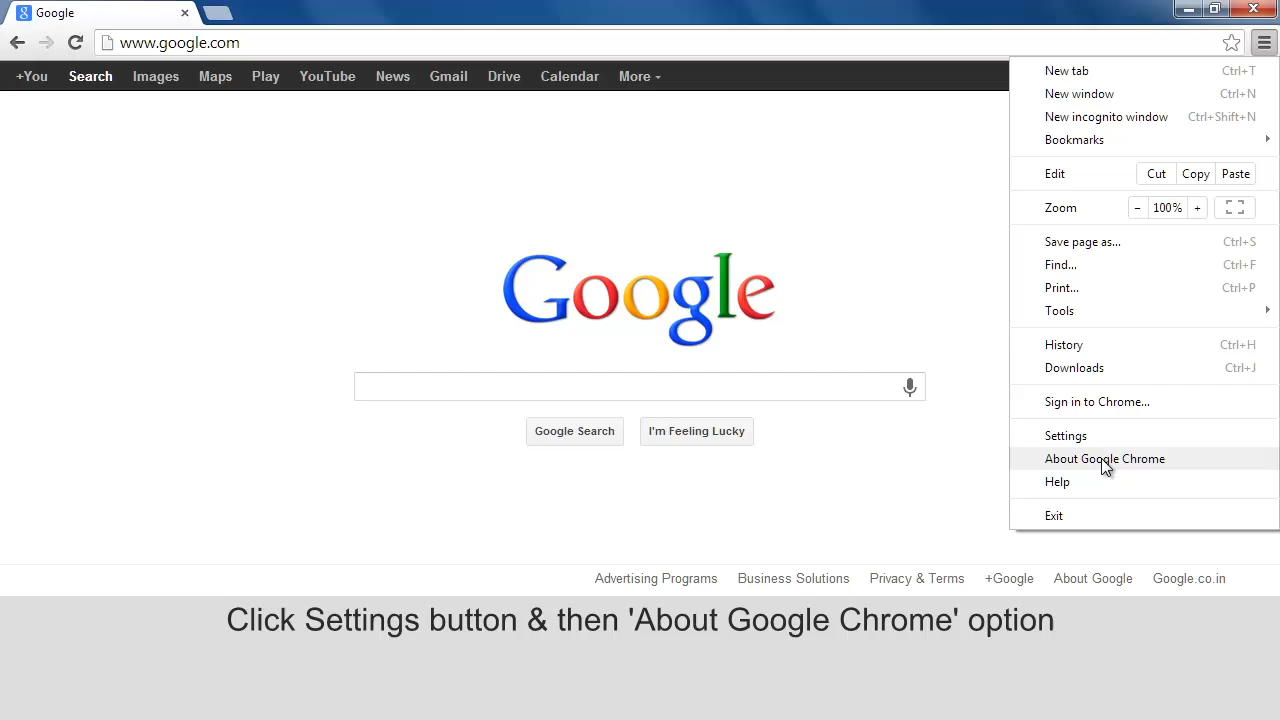 Google
www.google.com
+You Search Images Maps Play YouTube News Gmail Drive Calendar More
New tab Ctrl+T
New window Ctrl+N
New incognito window Ctrl+Shift+N
Bookmarks
Edit Cut Copy Paste
Zoom - 100% +
Save page as... Ctrl+S
Find... Ctrl+F
Print... Ctrl+P
Tools
History Ctrl+H
Downloads Ctrl+J
Sign in to Chrome...
Settings
About Google Chrome
Help
Exit
Google
Google Search I'm Feeling Lucky
Advertising Programs Business Solutions Privacy & Terms +Google About Google Google.co.in
Click Settings button & then 'About Google Chrome' option